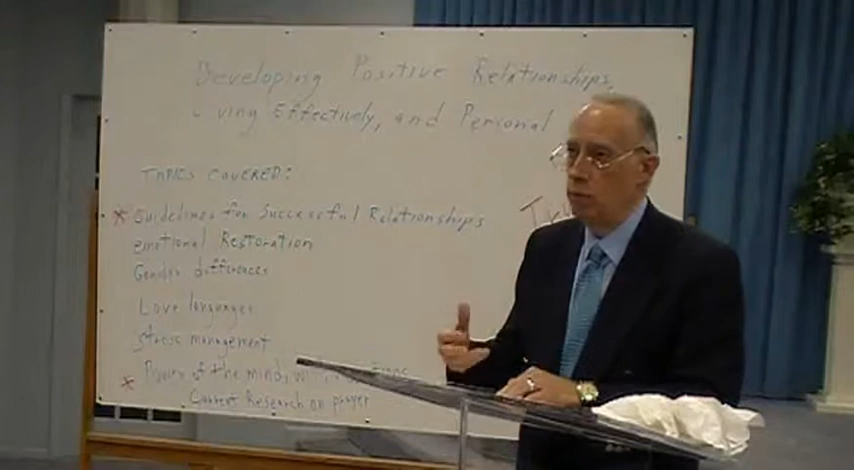 Developing Positive Relationships,
Living Effectively, and Personal
TOPICS COVERED:
* Guidelines for Successful Relationships
emotional Restoration
Gender differences
Love languages
Stress management
* Power of the mind,
Current Research on prayer